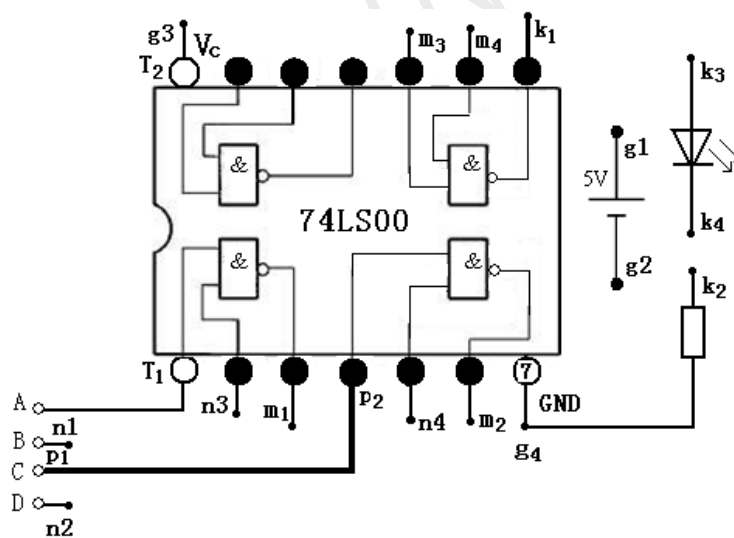 g3 V_C m3 m4 k1
T2 k3
& & g1
5V
74LS00 k4
& & g2 k2
T1 7
A n3 m1 p2 n4 m2 GND
n1 g4
B
p1
C
D
n2